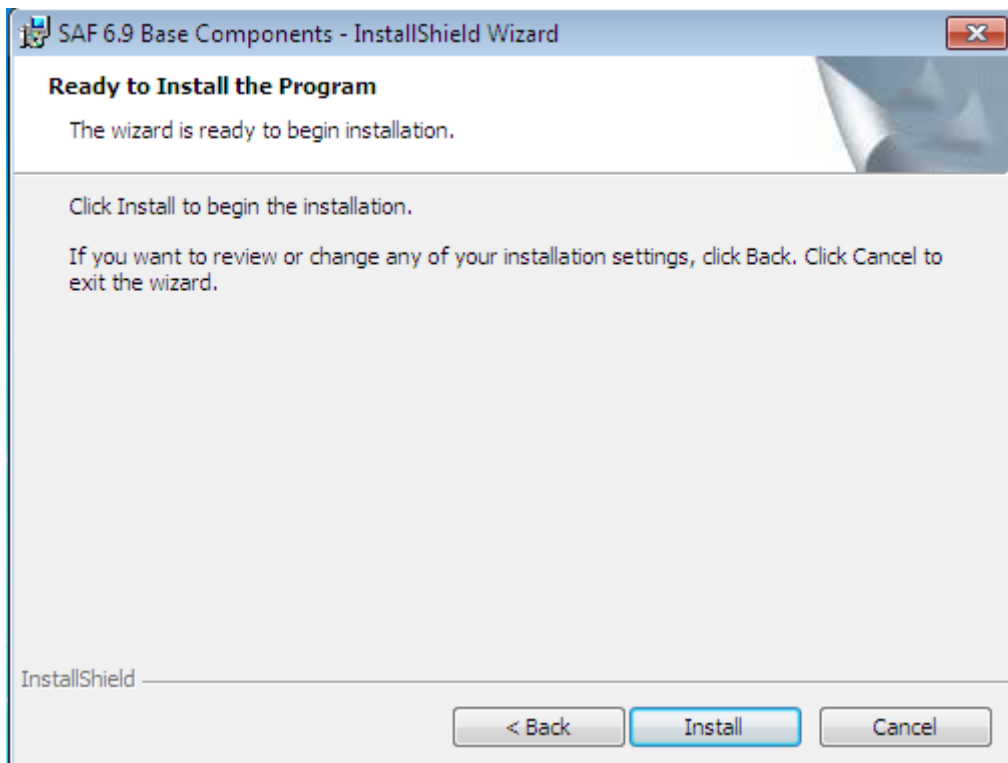 SAF 6.9 Base Components - InstallShield Wizard
Ready to Install the Program
The wizard is ready to begin installation.
Click Install to begin the installation.
If you want to review or change any of your installation settings, click Back. Click Cancel to
exit the wizard.
InstallShield
< Back Install Cancel